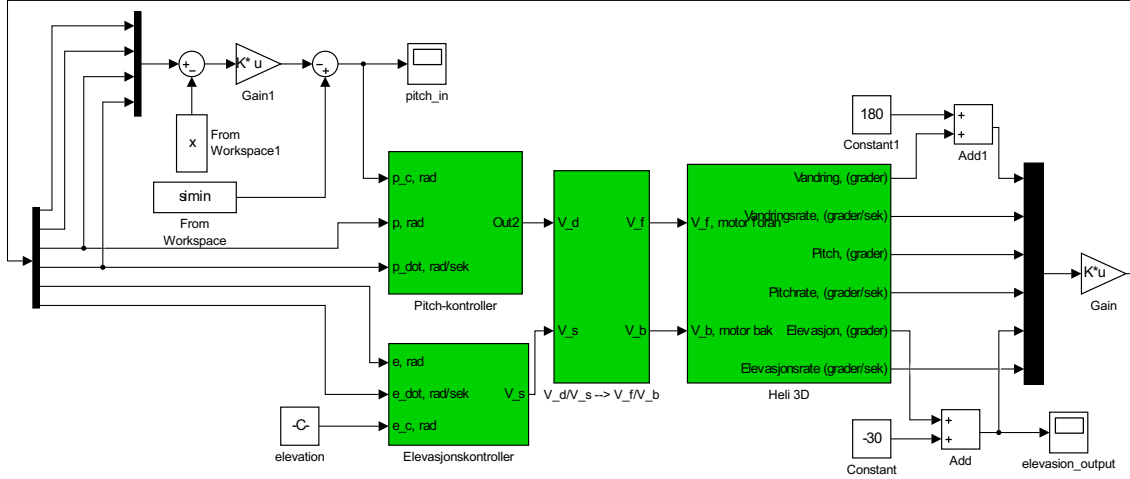 K* u
Gain1
pitch_in
x
From
Workspace1
simin
From
Workspace
p_c, rad
p, rad
p_dot, rad/sek
Out2
Pitch-kontroller
e, rad
e_dot, rad/sek
e_c, rad
V_s
Elevasjonskontroller
-C-
elevation
V_d
V_s
V_f
V_b
V_d/V_s --> V_f/V_b
V_f, motor foran
V_b, motor bak
Vandring, (grader)
Vandringsrate, (grader/sek)
Pitch, (grader)
Pitchrate, (grader/sek)
Elevasjon, (grader)
Elevasjonsrate (grader/sek)
Heli 3D
180
Constant1
+
+
Add1
-30
Constant
+
+
Add
elevasion_output
K*u
Gain